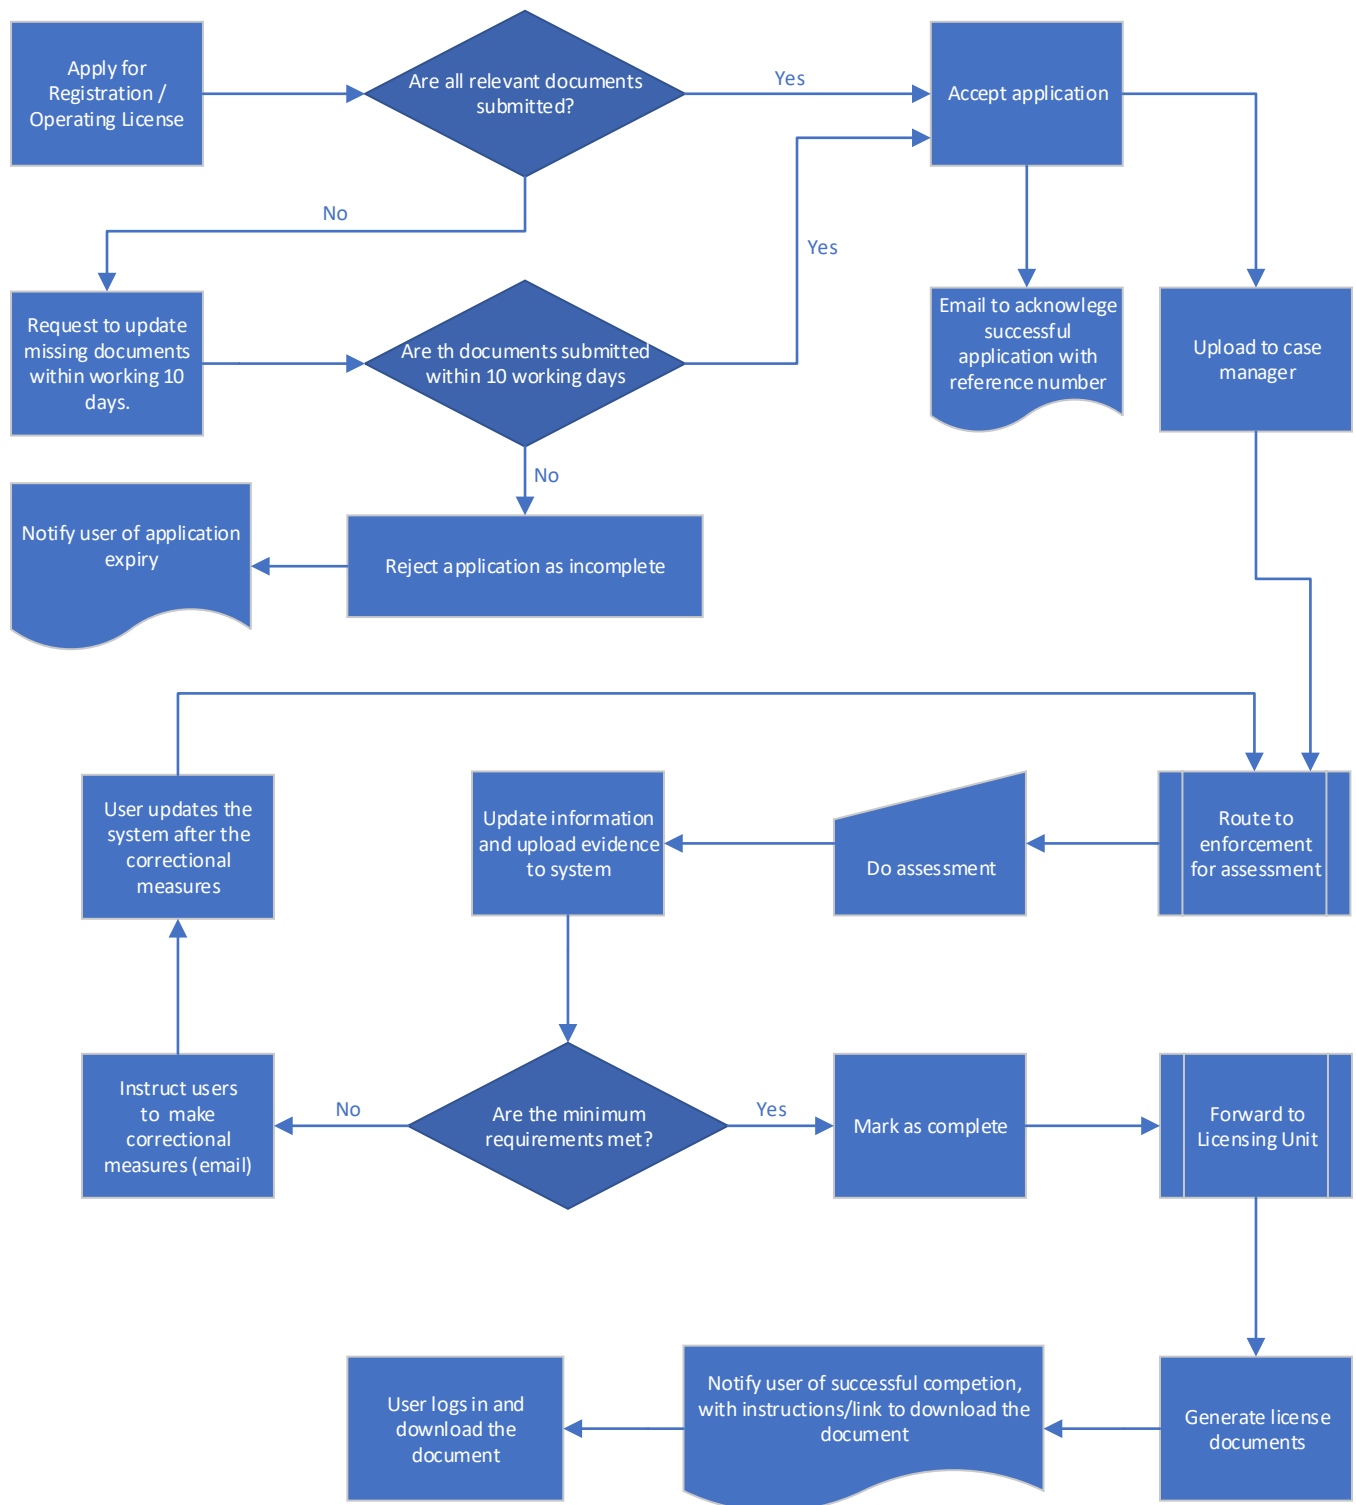 Apply for
Registration /
Operating License
Are all relevant documents
submitted?
Yes
Accept application
No
Yes
Request to update
missing documents
within working 10
days.
Are th documents submitted
within 10 working days
Email to acknowlege
successful
application with
reference number
Upload to case
manager
No
Notify user of application
expiry
Reject application as incomplete
User updates the
system after the
correctional
measures
Update information
and upload evidence
to system
Do assessment
Route to
enforcement
for assessment
Instruct users
to make
correctional
measures (email)
No
Are the minimum
requirements met?
Yes
Mark as complete
Forward to
Licensing Unit
User logs in and
download the
document
Notify user of successful competion,
with instructions/link to download the
document
Generate license
documents